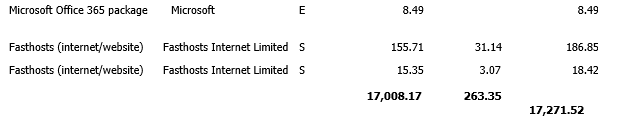 Microsoft Office 365 package Microsoft E 8.49 8.49
Fasthosts (internet/website) Fasthosts Internet Limited S 155.71 31.14 186.85
Fasthosts (internet/website) Fasthosts Internet Limited S 15.35 3.07 18.42
17,008.17 263.35
17,271.52